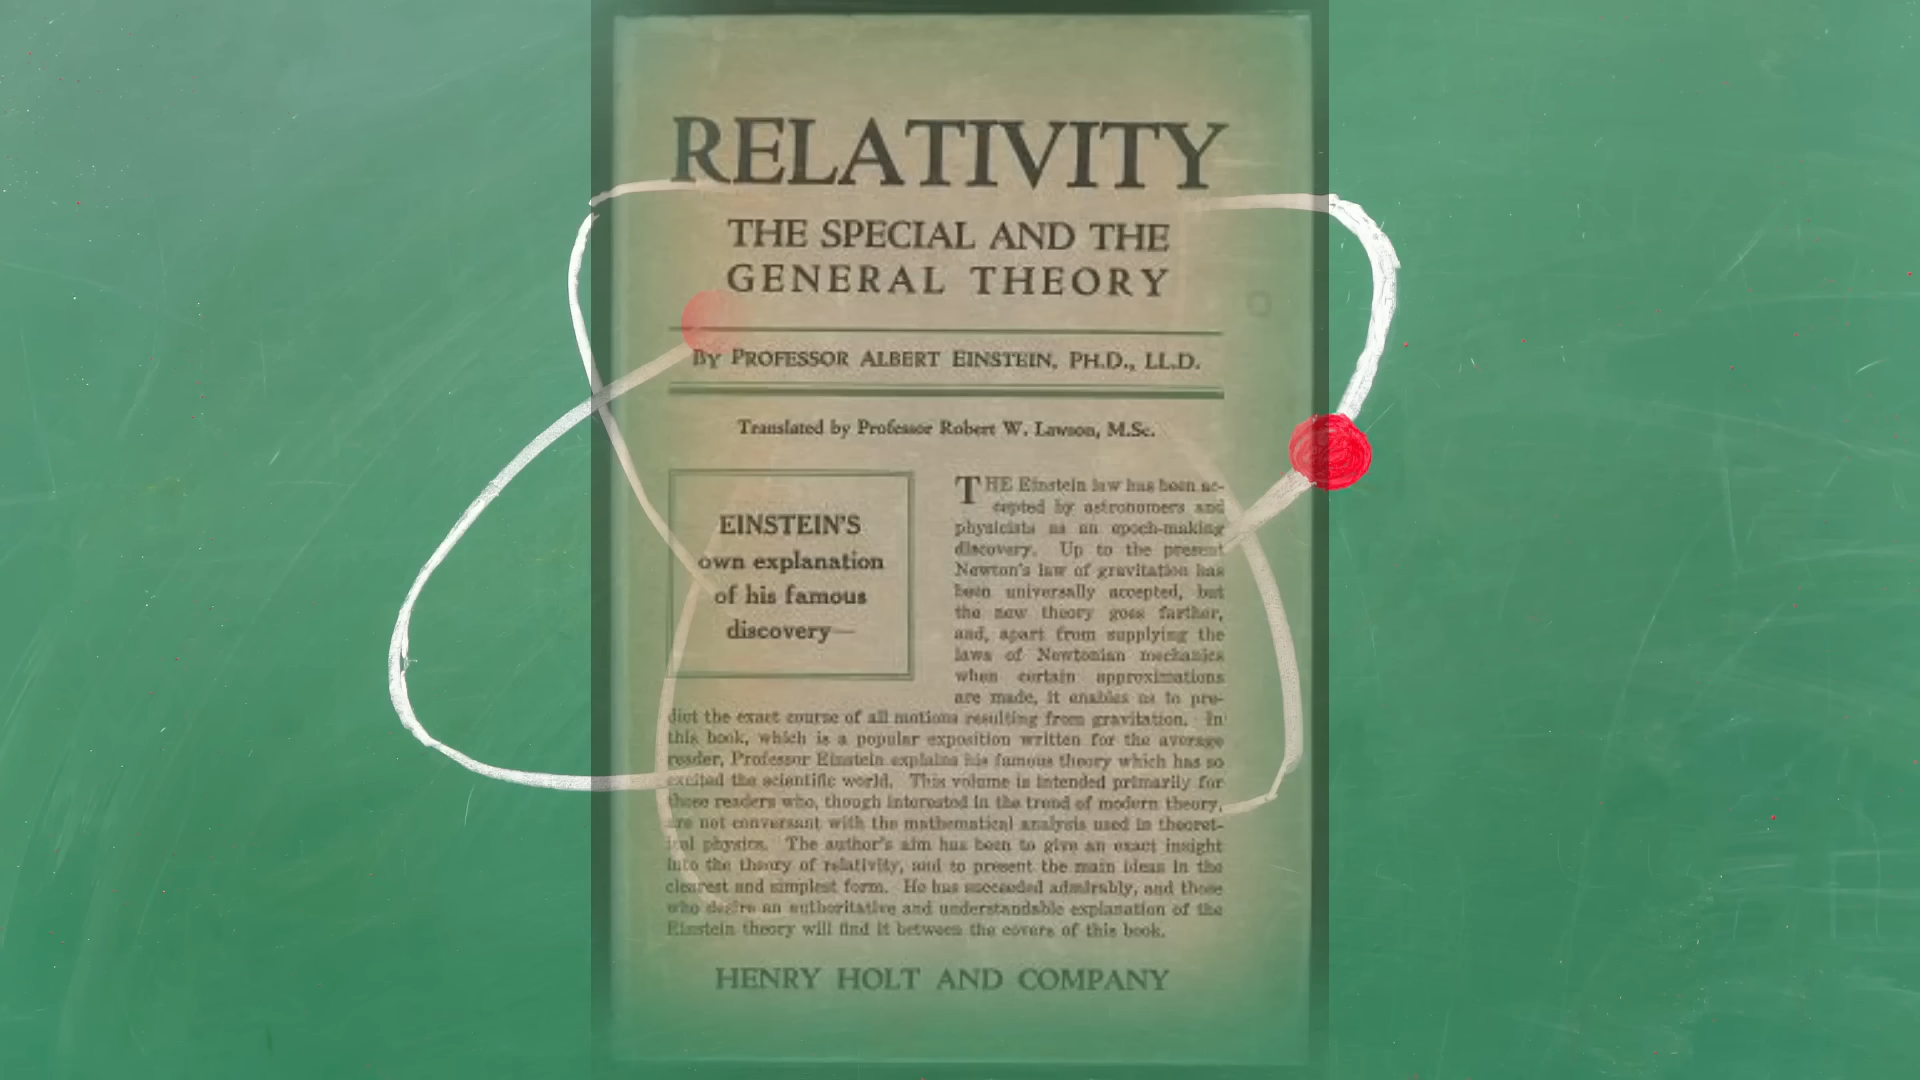 RELATIVITY
THE SPECIAL AND THE
GENERAL THEORY
By PROFESSOR ALBERT EINSTEIN, PH.D., LL.D.
Translated by Professor Robert W. Lawson, M.Sc.
EINSTEIN'S
own explanation
of his famous
discovery—
THE Einstein law has been ac-
cepted by astronomers and
physicists as an epoch-making
discovery. Up to the present
Newton's law of gravitation has
been universally accepted, but
the new theory goes farther,
and, apart from supplying the
laws of Newtonian mechanics
when certain approximations
are made, it enables us to pre-
dict the exact course of all motions resulting from gravitation. In
this book, which is a popular exposition written for the average
reader, Professor Einstein explains his famous theory which has so
excited the scientific world. This volume is intended primarily for
those readers who, though interested in the trend of modern theory,
are not conversant with the mathematical analysis used in theoret-
ical physics. The author's aim has been to give an exact insight
into the theory of relativity, and to present the main ideas in the
clearest and simplest form. He has succeeded admirably, and those
who desire an authoritative and understandable explanation of the
Einstein theory will find it between the covers of this book.
HENRY HOLT AND COMPANY